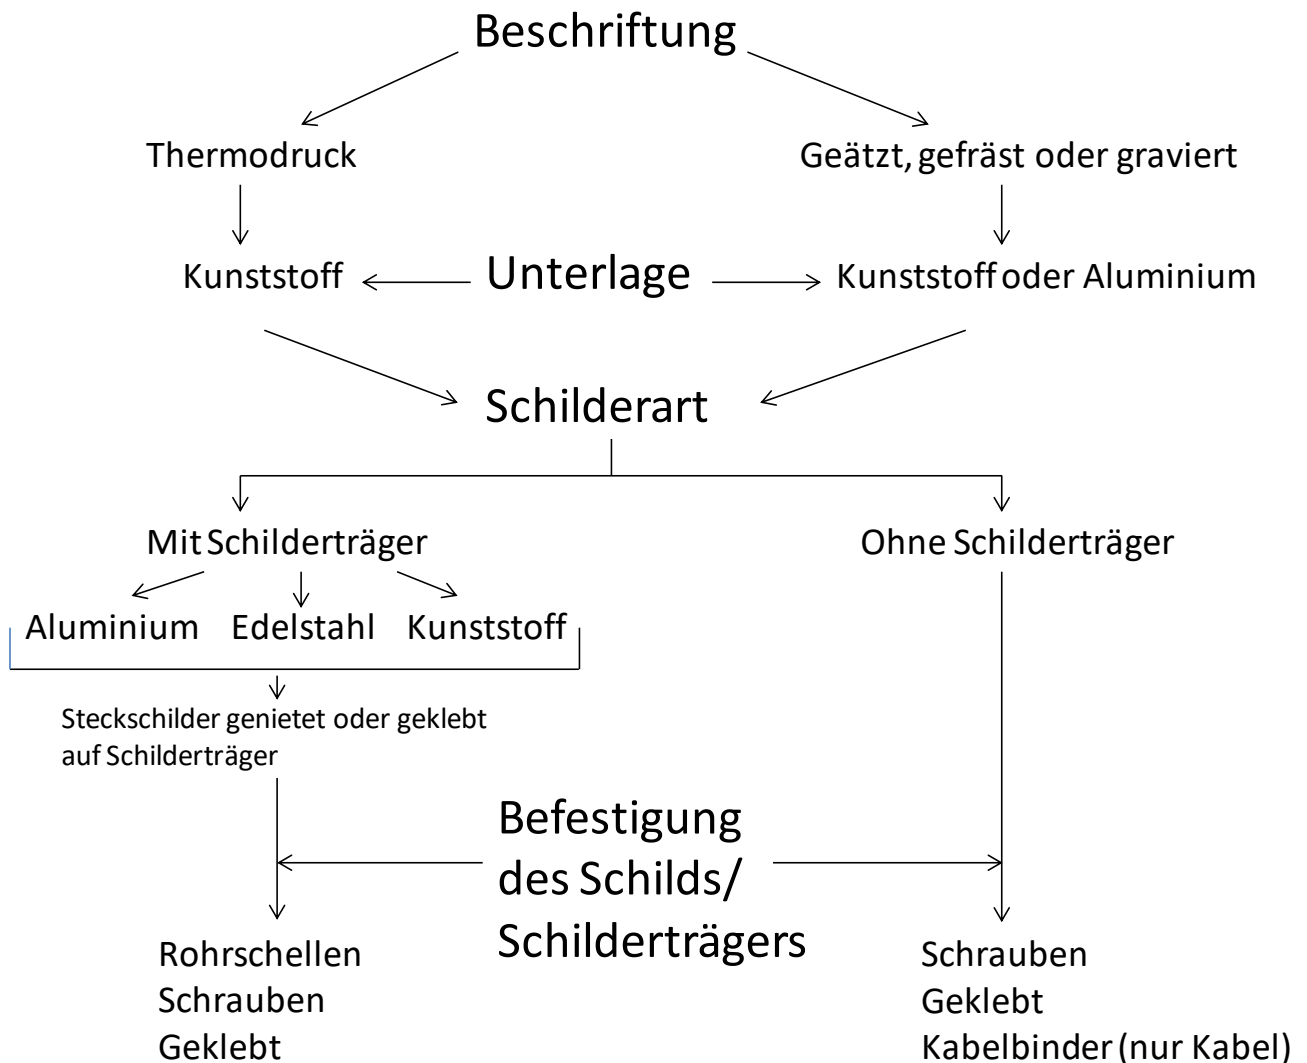 Beschriftung
Thermodruck
Geätzt, gefräst oder graviert
Kunststoff
Unterlage
Kunststoff oder Aluminium
Schilderart
Mit Schilderträger
Ohne Schilderträger
Aluminium
Edelstahl
Kunststoff
Steckschilder genietet oder geklebt
auf Schilderträger
Befestigung
des Schilds/
Schilderträgers
Rohrschellen
Schrauben
Geklebt
Schrauben
Geklebt
Kabelbinder (nur Kabel)